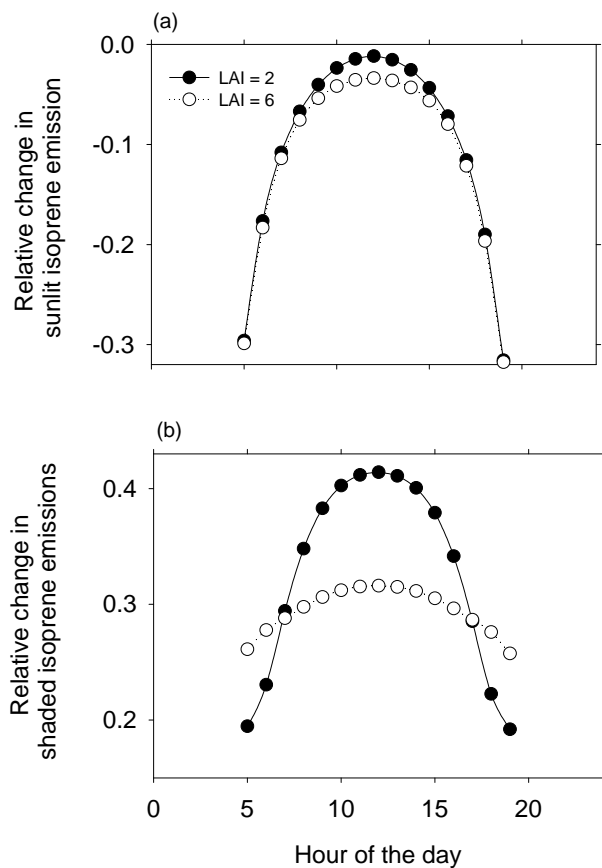 (a)
0.0
-0.1
-0.2
-0.3
Relative change in
sunlit isoprene emission
LAI = 2
LAI = 6
(b)
0.4
0.3
0.2
Relative change in
shaded isoprene emissions
0 5 10 15 20
Hour of the day